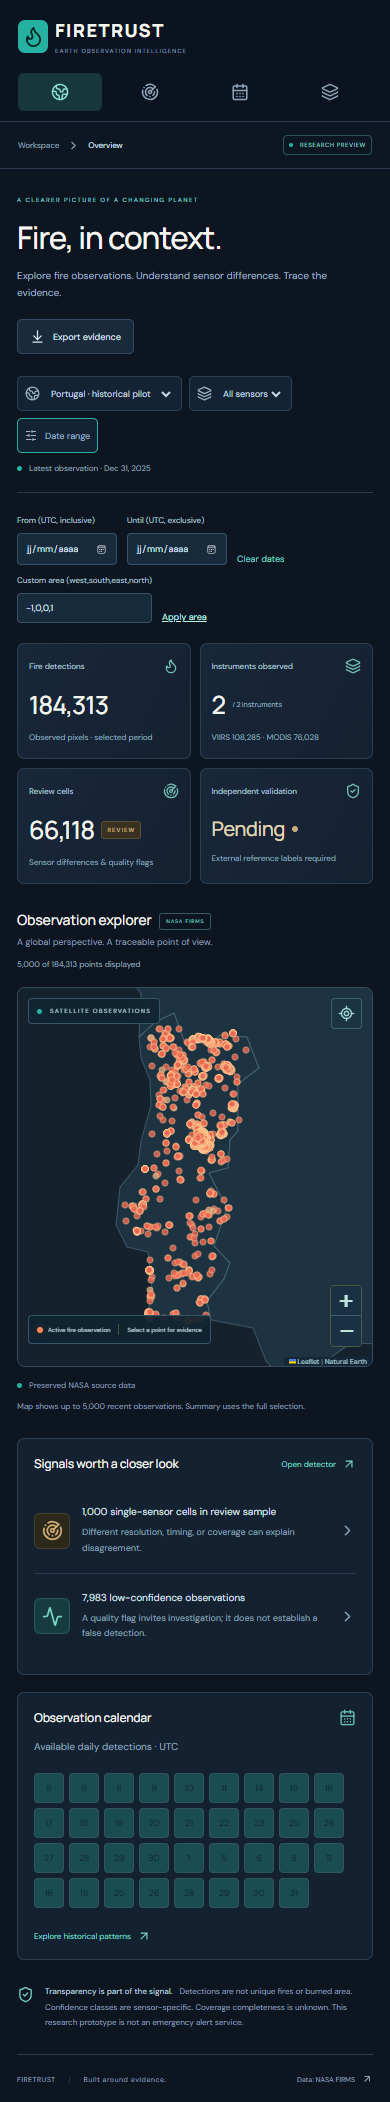 FIRETRUST
EARTH OBSERVATION INTELLIGENCE
Workspace > Overview
RESEARCH PREVIEW
A CLEARER PICTURE OF A CHANGING PLANET
Fire, in context.
Explore fire observations. Understand sensor differences. Trace the
evidence.
Export evidence
Portugal · historical pilot
All sensors
Date range
Latest observation · Dec 31, 2025
From (UTC, inclusive)
Until (UTC, exclusive)
jj/mm/aaaa
jj/mm/aaaa
Clear dates
Custom area (west,south,east,north)
-1,0,0,1
Apply area
Fire detections
184,313
Observed pixels · selected period
Instruments observed
2 / 2 instruments
VIIRS 108,285 · MODIS 76,028
Review cells
66,118 REVIEW
Sensor differences & quality flags
Independent validation
Pending
External reference labels required
Observation explorer NASA FIRMS
A global perspective. A traceable point of view.
5,000 of 184,313 points displayed
SATELLITE OBSERVATIONS
+
−
Active fire observation
Select a point for evidence
Leaflet | Natural Earth
Preserved NASA source data
Map shows up to 5,000 recent observations. Summary uses the full selection.
Signals worth a closer look
Open detector
1,000 single-sensor cells in review sample
Different resolution, timing, or coverage can explain
disagreement.
7,983 low-confidence observations
A quality flag invites investigation; it does not establish a
false detection.
Observation calendar
Available daily detections · UTC
5 6 8 9 10 11 14 15 16
17 18 19 20 21 22 23 25 26
27 28 29 30 1 5 6 8 11
16 18 25 26 28 29 30 31
Explore historical patterns
Transparency is part of the signal. Detections are not unique fires or burned area.
Confidence classes are sensor-specific. Coverage completeness is unknown. This
research prototype is not an emergency alert service.
FIRETRUST / Built around evidence.
Data: NASA FIRMS